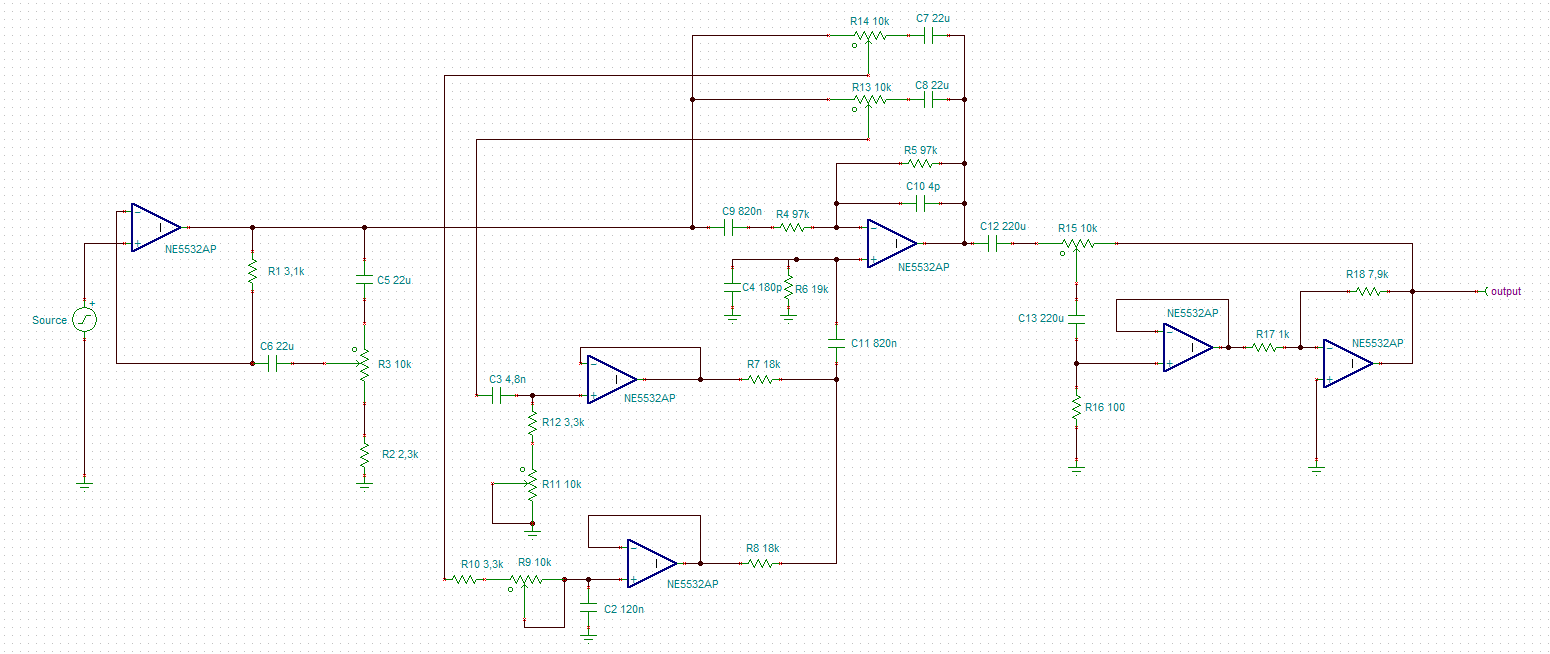 R14 10k
C7 22u
R13 10k
C8 22u
R5 97k
C10 4p
C9 820n
R4 97k
NE5532AP
C12 220u
R15 10k
NE5532AP
R1 3,1k
C5 22u
C4 180p
R6 19k
R18 7,9k
output
Source
C13 220u
NE5532AP
R17 1k
NE5532AP
C6 22u
R3 10k
C11 820n
C3 4,8n
R7 18k
NE5532AP
R12 3,3k
R16 100
R2 2,3k
R11 10k
R10 3,3k
R9 10k
R8 18k
NE5532AP
C2 120n